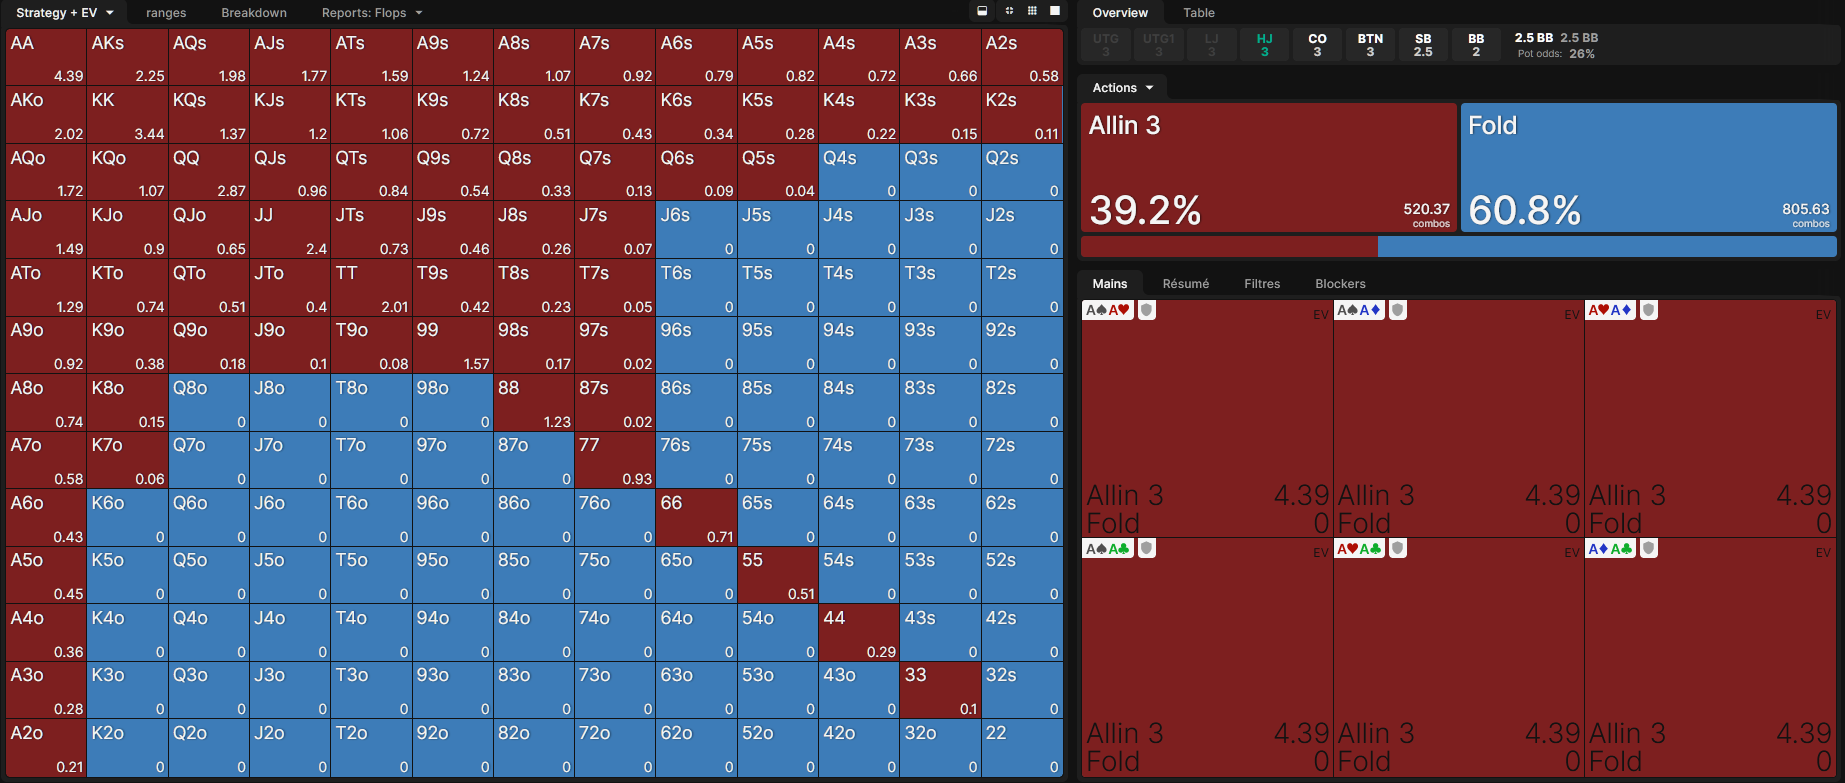 Strategy + EV ranges Breakdown Reports: Flops
AA AKs AQs AJs ATs A9s A8s A7s A6s A5s A4s A3s A2s
4.39 2.25 1.98 1.77 1.59 1.24 1.07 0.92 0.79 0.82 0.72 0.66 0.58
AKo KK KQs KJs KTs K9s K8s K7s K6s K5s K4s K3s K2s
2.02 3.44 1.37 1.2 1.06 0.72 0.51 0.43 0.34 0.28 0.22 0.15 0.11
AQo KQo QQ QJs QTs Q9s Q8s Q7s Q6s Q5s Q4s Q3s Q2s
1.72 1.07 2.87 0.96 0.84 0.54 0.33 0.13 0.09 0.04 0 0 0
AJo KJo QJo JJ JTs J9s J8s J7s J6s J5s J4s J3s J2s
1.49 0.9 0.65 2.4 0.73 0.46 0.26 0.07 0 0 0 0 0
ATo KTo QTo JTo TT T9s T8s T7s T6s T5s T4s T3s T2s
1.29 0.74 0.51 0.4 2.01 0.42 0.23 0.05 0 0 0 0 0
A9o K9o Q9o J9o T9o 99 98s 97s 96s 95s 94s 93s 92s
0.92 0.38 0.18 0.1 0.08 1.57 0.17 0.02 0 0 0 0 0
A8o K8o Q8o J8o T8o 98o 88 87s 86s 85s 84s 83s 82s
0.74 0.15 0 0 0 0 1.23 0.02 0 0 0 0 0
A7o K7o Q7o J7o T7o 97o 87o 77 76s 75s 74s 73s 72s
0.58 0.06 0 0 0 0 0 0.93 0 0 0 0 0
A6o K6o Q6o J6o T6o 96o 86o 76o 66 65s 64s 63s 62s
0.43 0 0 0 0 0 0 0 0.71 0 0 0 0
A5o K5o Q5o J5o T5o 95o 85o 75o 65o 55 54s 53s 52s
0.45 0 0 0 0 0 0 0 0 0.51 0 0 0
A4o K4o Q4o J4o T4o 94o 84o 74o 64o 54o 44 43s 42s
0.36 0 0 0 0 0 0 0 0 0 0.29 0 0
A3o K3o Q3o J3o T3o 93o 83o 73o 63o 53o 43o 33 32s
0.28 0 0 0 0 0 0 0 0 0 0 0.1 0
A2o K2o Q2o J2o T2o 92o 82o 72o 62o 52o 42o 32o 22
0.21 0 0 0 0 0 0 0 0 0 0 0 0
Overview Table
UTG UTG1 LJ HJ CO BTN SB BB 2.5 BB 2.5 BB
3 3 3 3 3 3 2.5 2 Pot odds: 26%
Actions
Allin 3 Fold
39.2% 520.37 combos 60.8% 805.63 combos
Mains Résumé Filtres Blockers
A♠A♥ EV A♠A♦ EV A♥A♦ EV
Allin 3 4.39 Allin 3 4.39 Allin 3 4.39
Fold 0 Fold 0 Fold 0
A♠A♣ EV A♥A♣ EV A♦A♣ EV
Allin 3 4.39 Allin 3 4.39 Allin 3 4.39
Fold 0 Fold 0 Fold 0